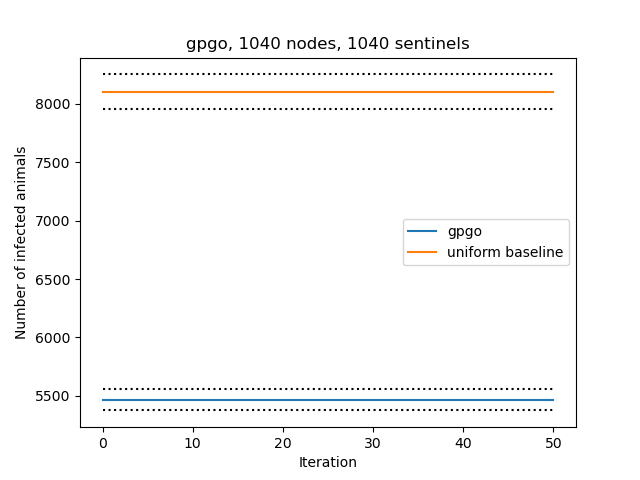 gpgo, 1040 nodes, 1040 sentinels
8000
7500
7000
6500
6000
5500
Number of infected animals
gpgo
uniform baseline
0 10 20 30 40 50
Iteration